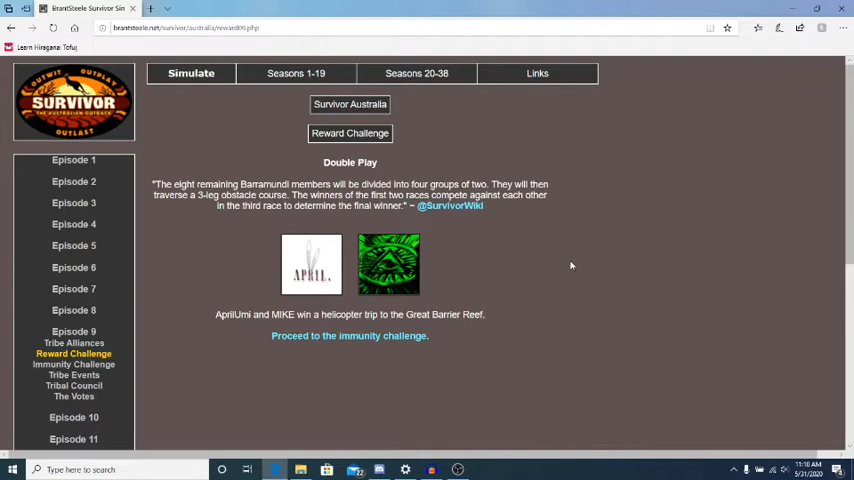 BrantSteele Survivor Sim
brantsteele.net/survivor/australia/reward09.php
Learn Hiragana: Tofu
OUTWIT OUTPLAY
SURVIVOR
THE AUSTRALIAN OUTBACK
OUTLAST
Simulate
Seasons 1-19
Seasons 20-38
Links
Survivor Australia
Reward Challenge
Double Play
"The eight remaining Barramundi members will be divided into four groups of two. They will then
traverse a 3-leg obstacle course. The winners of the first two races compete against each other
in the third race to determine the final winner." ~ @SurvivorWiki
APRIL.
AprilUmi and MIKE win a helicopter trip to the Great Barrier Reef.
Proceed to the immunity challenge.
Episode 1
Episode 2
Episode 3
Episode 4
Episode 5
Episode 6
Episode 7
Episode 8
Episode 9
Tribe Alliances
Reward Challenge
Immunity Challenge
Tribe Events
Tribal Council
The Votes
Episode 10
Episode 11
Type here to search
22
11:10 AM
5/31/2020
4